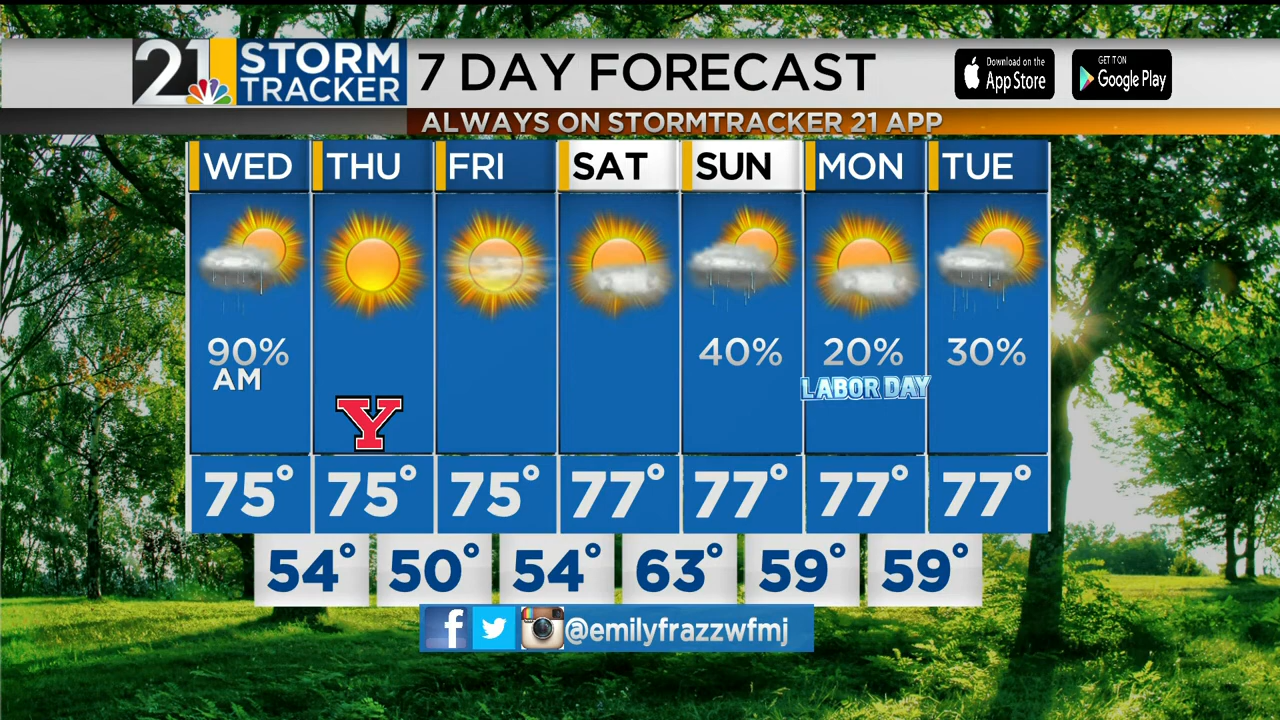 21 STORM TRACKER
7 DAY FORECAST
Download on the App Store
GET IT ON Google Play
ALWAYS ON STORMTRACKER 21 APP
WED THU FRI SAT SUN MON TUE
90% 40% 20% 30%
AM LABOR DAY
Y
75° 75° 75° 77° 77° 77° 77°
54° 50° 54° 63° 59° 59°
f @emilyfrazzwfmj